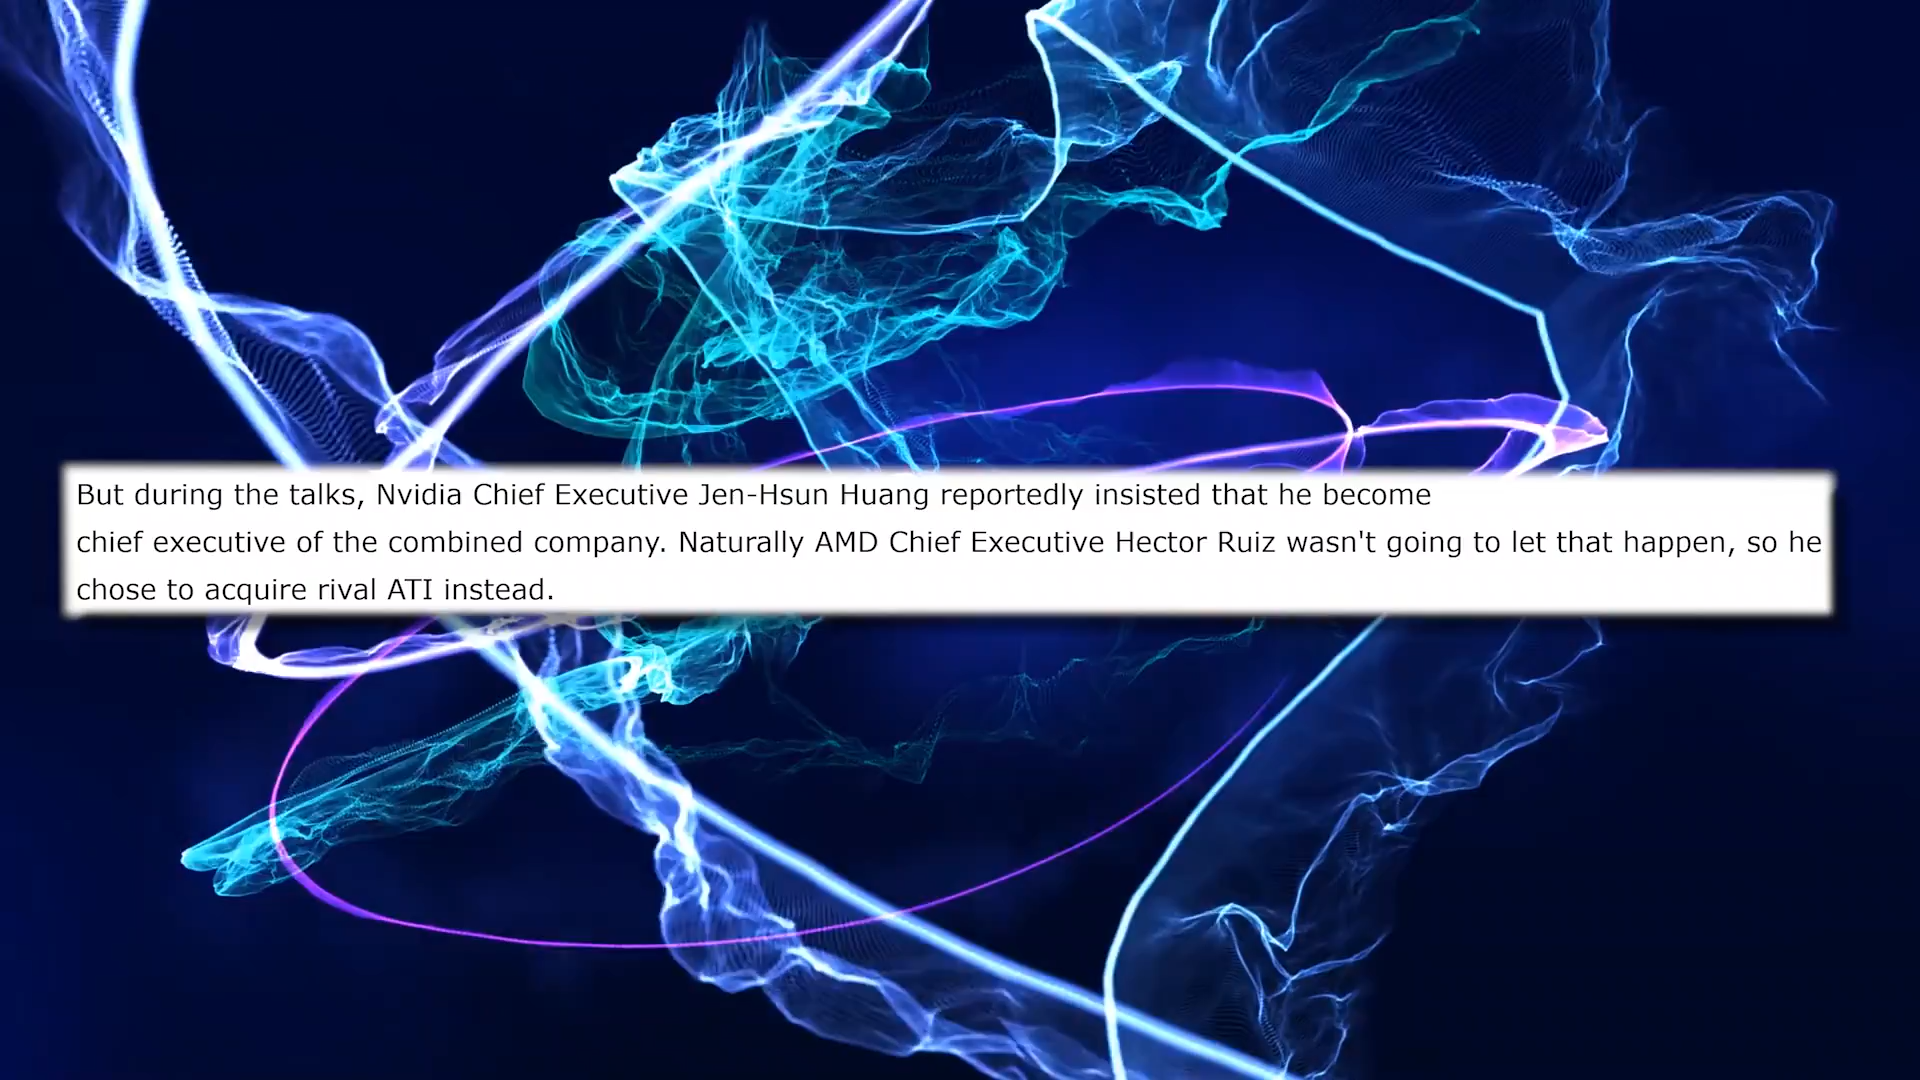 But during the talks, Nvidia Chief Executive Jen-Hsun Huang reportedly insisted that he become
chief executive of the combined company. Naturally AMD Chief Executive Hector Ruiz wasn't going to let that happen, so he
chose to acquire rival ATI instead.